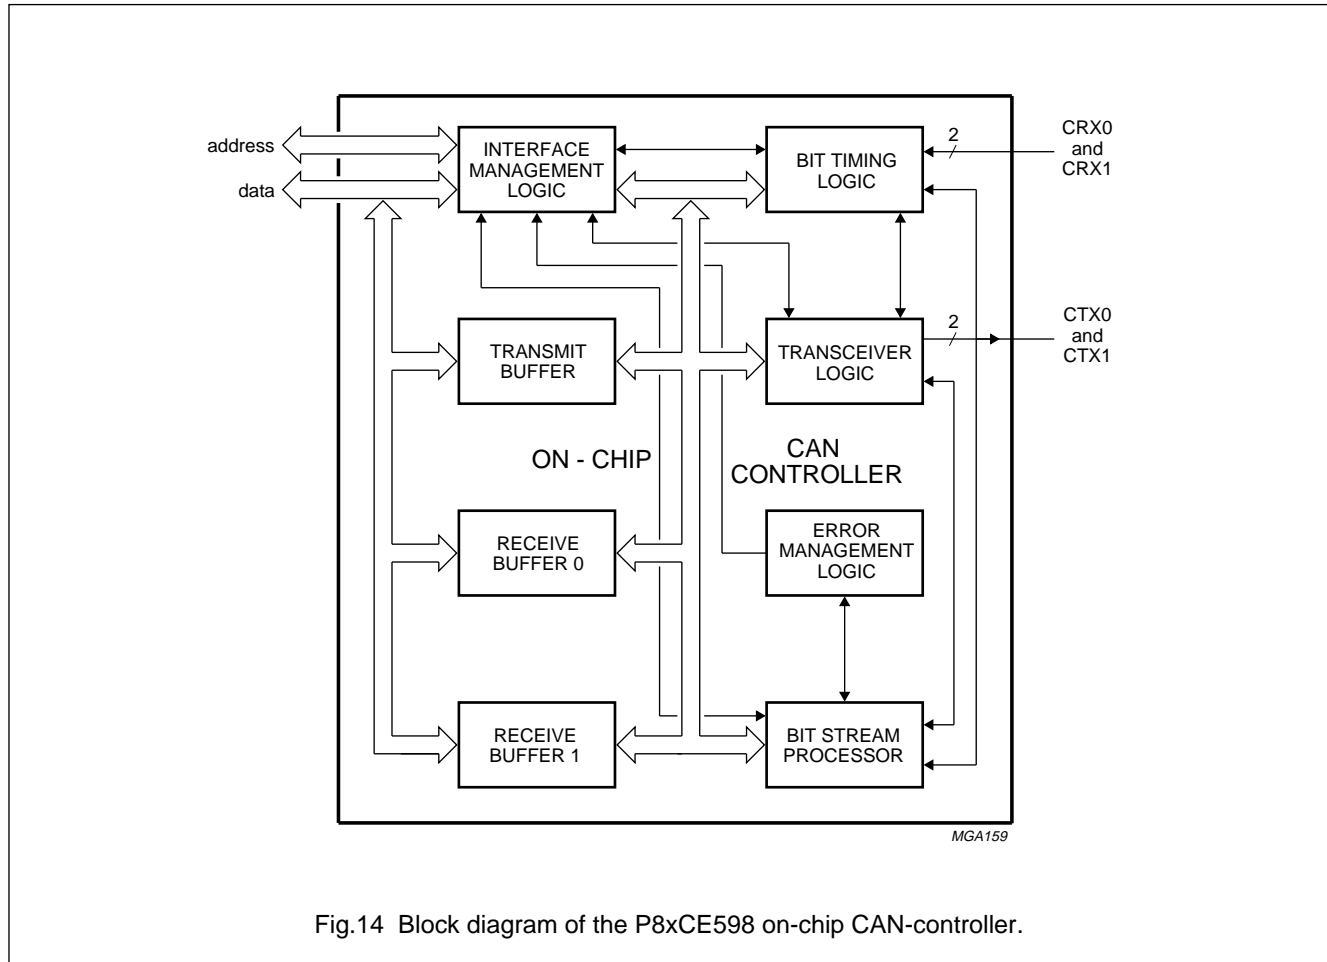 address
data
INTERFACE
MANAGEMENT
LOGIC
BIT TIMING
LOGIC
2
CRX0
and
CRX1
TRANSMIT
BUFFER
TRANSCEIVER
LOGIC
2
CTX0
and
CTX1
ON - CHIP
CAN
CONTROLLER
RECEIVE
BUFFER 0
ERROR
MANAGEMENT
LOGIC
RECEIVE
BUFFER 1
BIT STREAM
PROCESSOR
MGA159
Fig.14 Block diagram of the P8xCE598 on-chip CAN-controller.